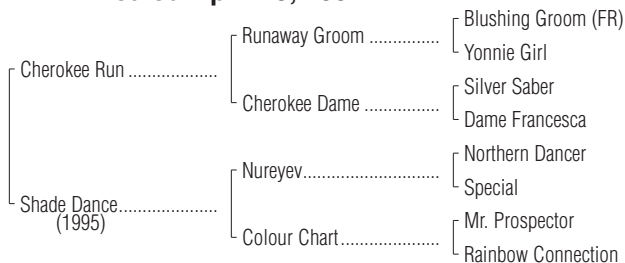 Blushing Groom (FR)
Runaway Groom ................
Yonnie Girl
Cherokee Run ....................
Silver Saber
Cherokee Dame .................
Dame Francesca
Northern Dancer
Nureyev...............................
Special
Shade Dance......................
(1995)
Mr. Prospector
Colour Chart......................
Rainbow Connection